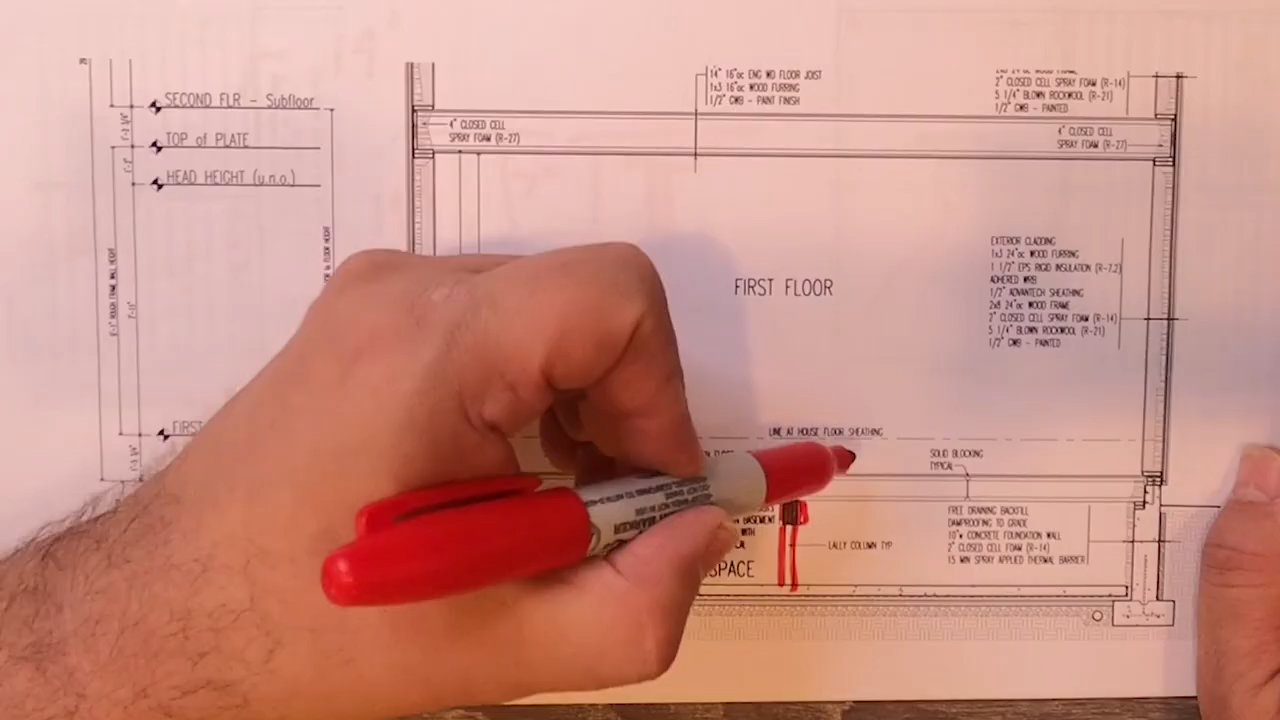 14" 16"oc ENG WD FLOOR JOIST
1x3 16"oc WOOD FURRING
1/2" GWB - PAINT FINISH
2" CLOSED CELL SPRAY FOAM (R-14)
5 1/4" BLOWN ROCKWOOL (R-21)
1/2" GWB - PAINTED
SECOND FLR - Subfloor
4" CLOSED CELL
SPRAY FOAM (R-27)
4" CLOSED CELL
SPRAY FOAM (R-27)
TOP of PLATE
HEAD HEIGHT (u.n.o.)
FIRST FLOOR
EXTERIOR CLADDING
1x3 24"oc WOOD FURRING
1 1/2" EPS RIGID INSULATION (R-7.2)
ADHERED WRB
1/2" ADVANTECH SHEATHING
2x8 24"oc WOOD FRAME
2" CLOSED CELL SPRAY FOAM (R-14)
5 1/4" BLOWN ROCKWOOL (R-21)
1/2" GWB - PAINTED
FIRST
LINE AT HOUSE FLOOR SHEATHING
SOLID BLOCKING
TYPICAL
BASEMENT
WITH
LALLY COLUMN TYP
SPACE
FREE DRAINING BACKFILL
DAMPROOFING TO GRADE
10"w CONCRETE FOUNDATION WALL
2" CLOSED CELL FOAM (R-14)
15 MIN SPRAY APPLIED THERMAL BARRIER